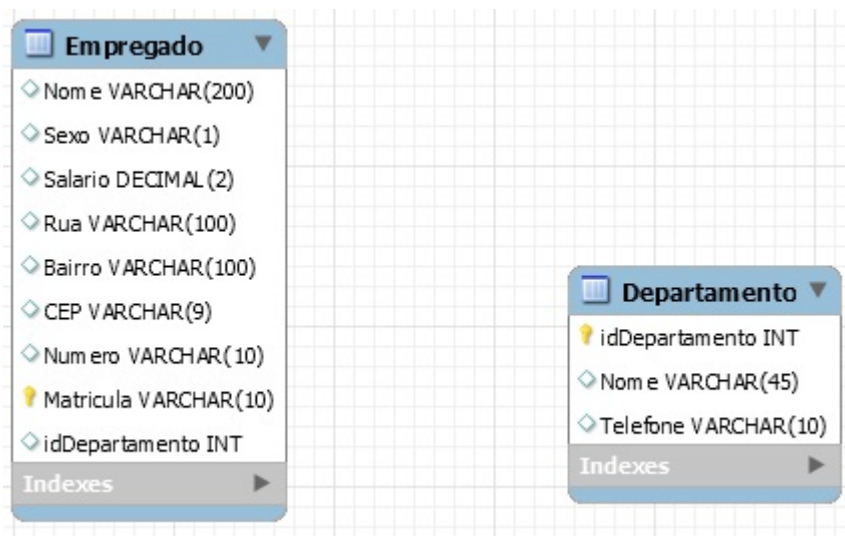 Empregado
Nome VARCHAR(200)
Sexo VARCHAR(1)
Salario DECIMAL(2)
Rua VARCHAR(100)
Bairro VARCHAR(100)
CEP VARCHAR(9)
Numero VARCHAR(10)
Matricula VARCHAR(10)
idDepartamento INT
Indexes
Departamento
idDepartamento INT
Nome VARCHAR(45)
Telefone VARCHAR(10)
Indexes